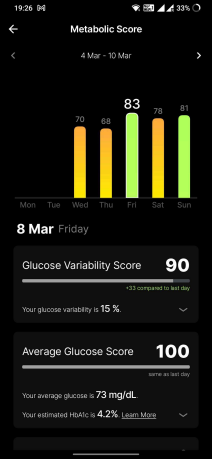 19:26
33%
Metabolic Score
4 Mar - 10 Mar
83
81
78
70
68
Mon Tue Wed Thu Fri Sat Sun
8 Mar Friday
Glucose Variability Score 90
+33 compared to last day
Your glucose variability is 15 %.
Average Glucose Score 100
same as last day
Your average glucose is 73 mg/dL
Your estimated HbA1c is 4.2%. Learn More